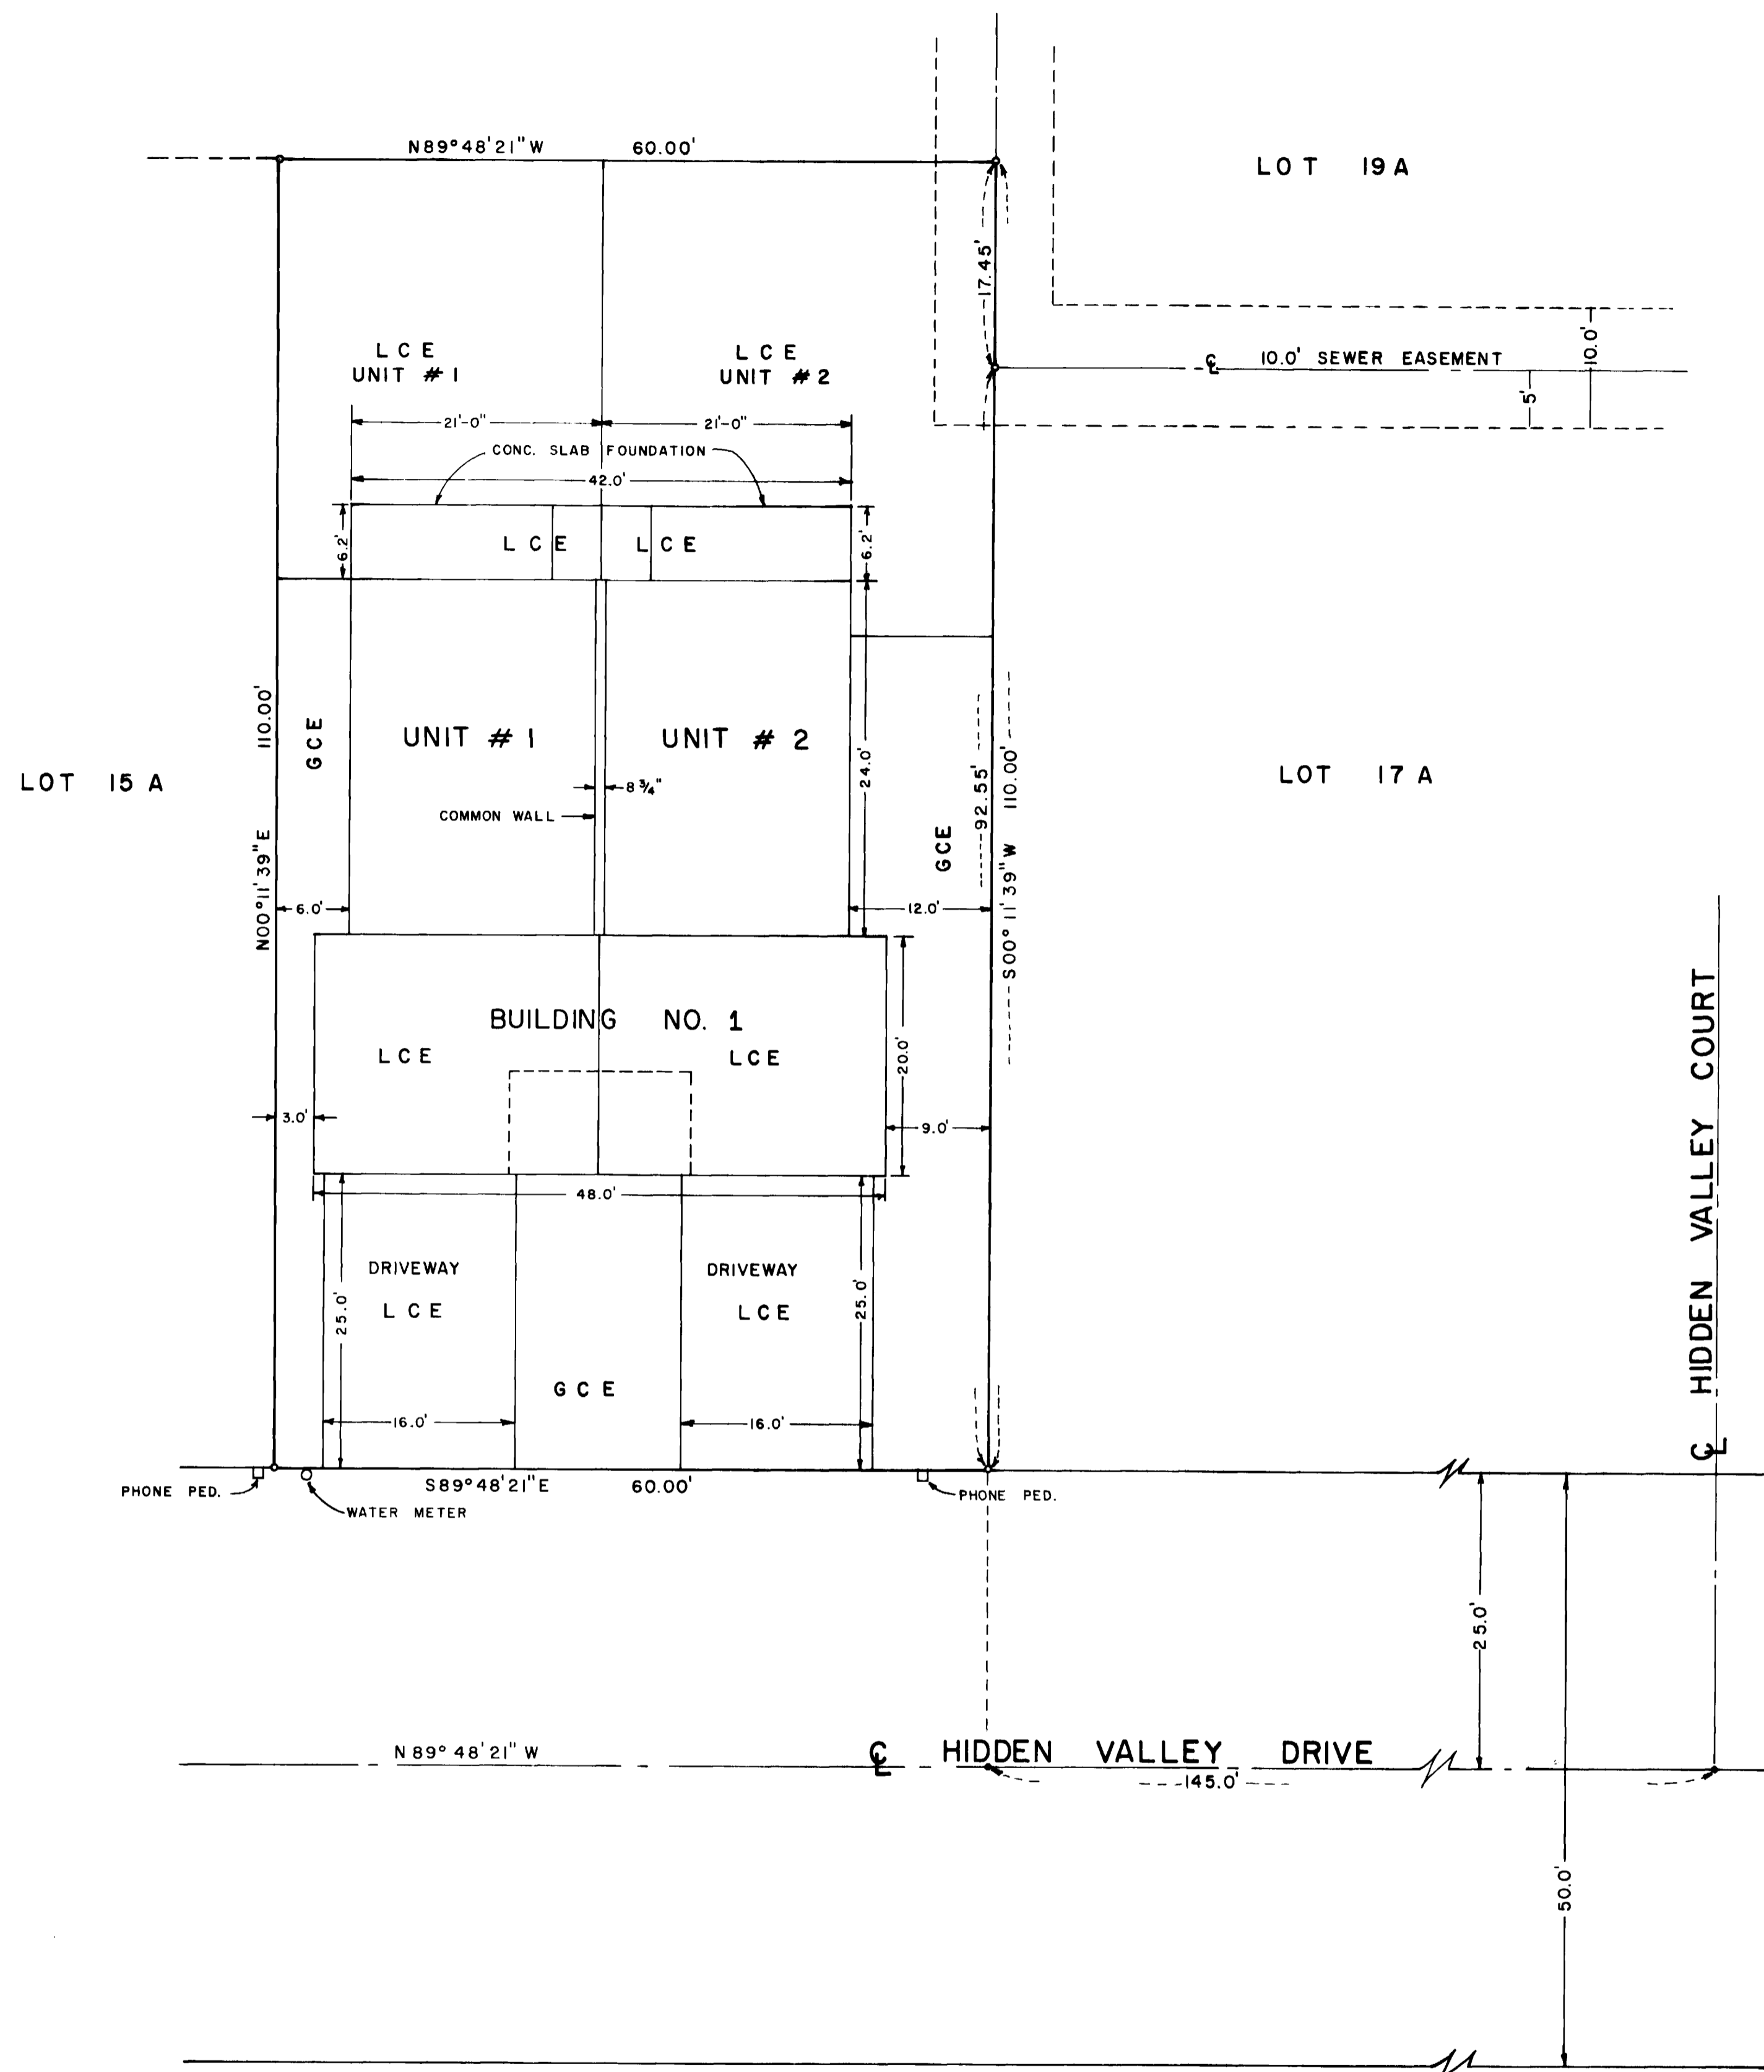 N89°48'21"W 60.00'
LOT 19A
17.45'
℄ 10.0' SEWER EASEMENT
10.0'
5'
LCE
UNIT #1
LCE
UNIT #2
21'-0" 21'-0"
CONC. SLAB FOUNDATION
42.0'
6.2'
LCE LCE
6.2'
N00°11'39"E 110.00'
GCE
UNIT #1
UNIT #2
24.0'
8 3/4"
COMMON WALL
LOT 15A
LOT 17A
GCE
92.55'
S00°11'39"W 110.00'
6.0'
12.0'
BUILDING NO. 1
LCE
LCE
20.0'
3.0'
9.0'
48.0'
℄ HIDDEN VALLEY COURT
DRIVEWAY
LCE
DRIVEWAY
LCE
25.0'
25.0'
GCE
16.0'
16.0'
PHONE PED.
S89°48'21"E 60.00'
WATER METER
PHONE PED.
25.0'
N89°48'21"W
℄ HIDDEN VALLEY DRIVE
145.0'
50.0'